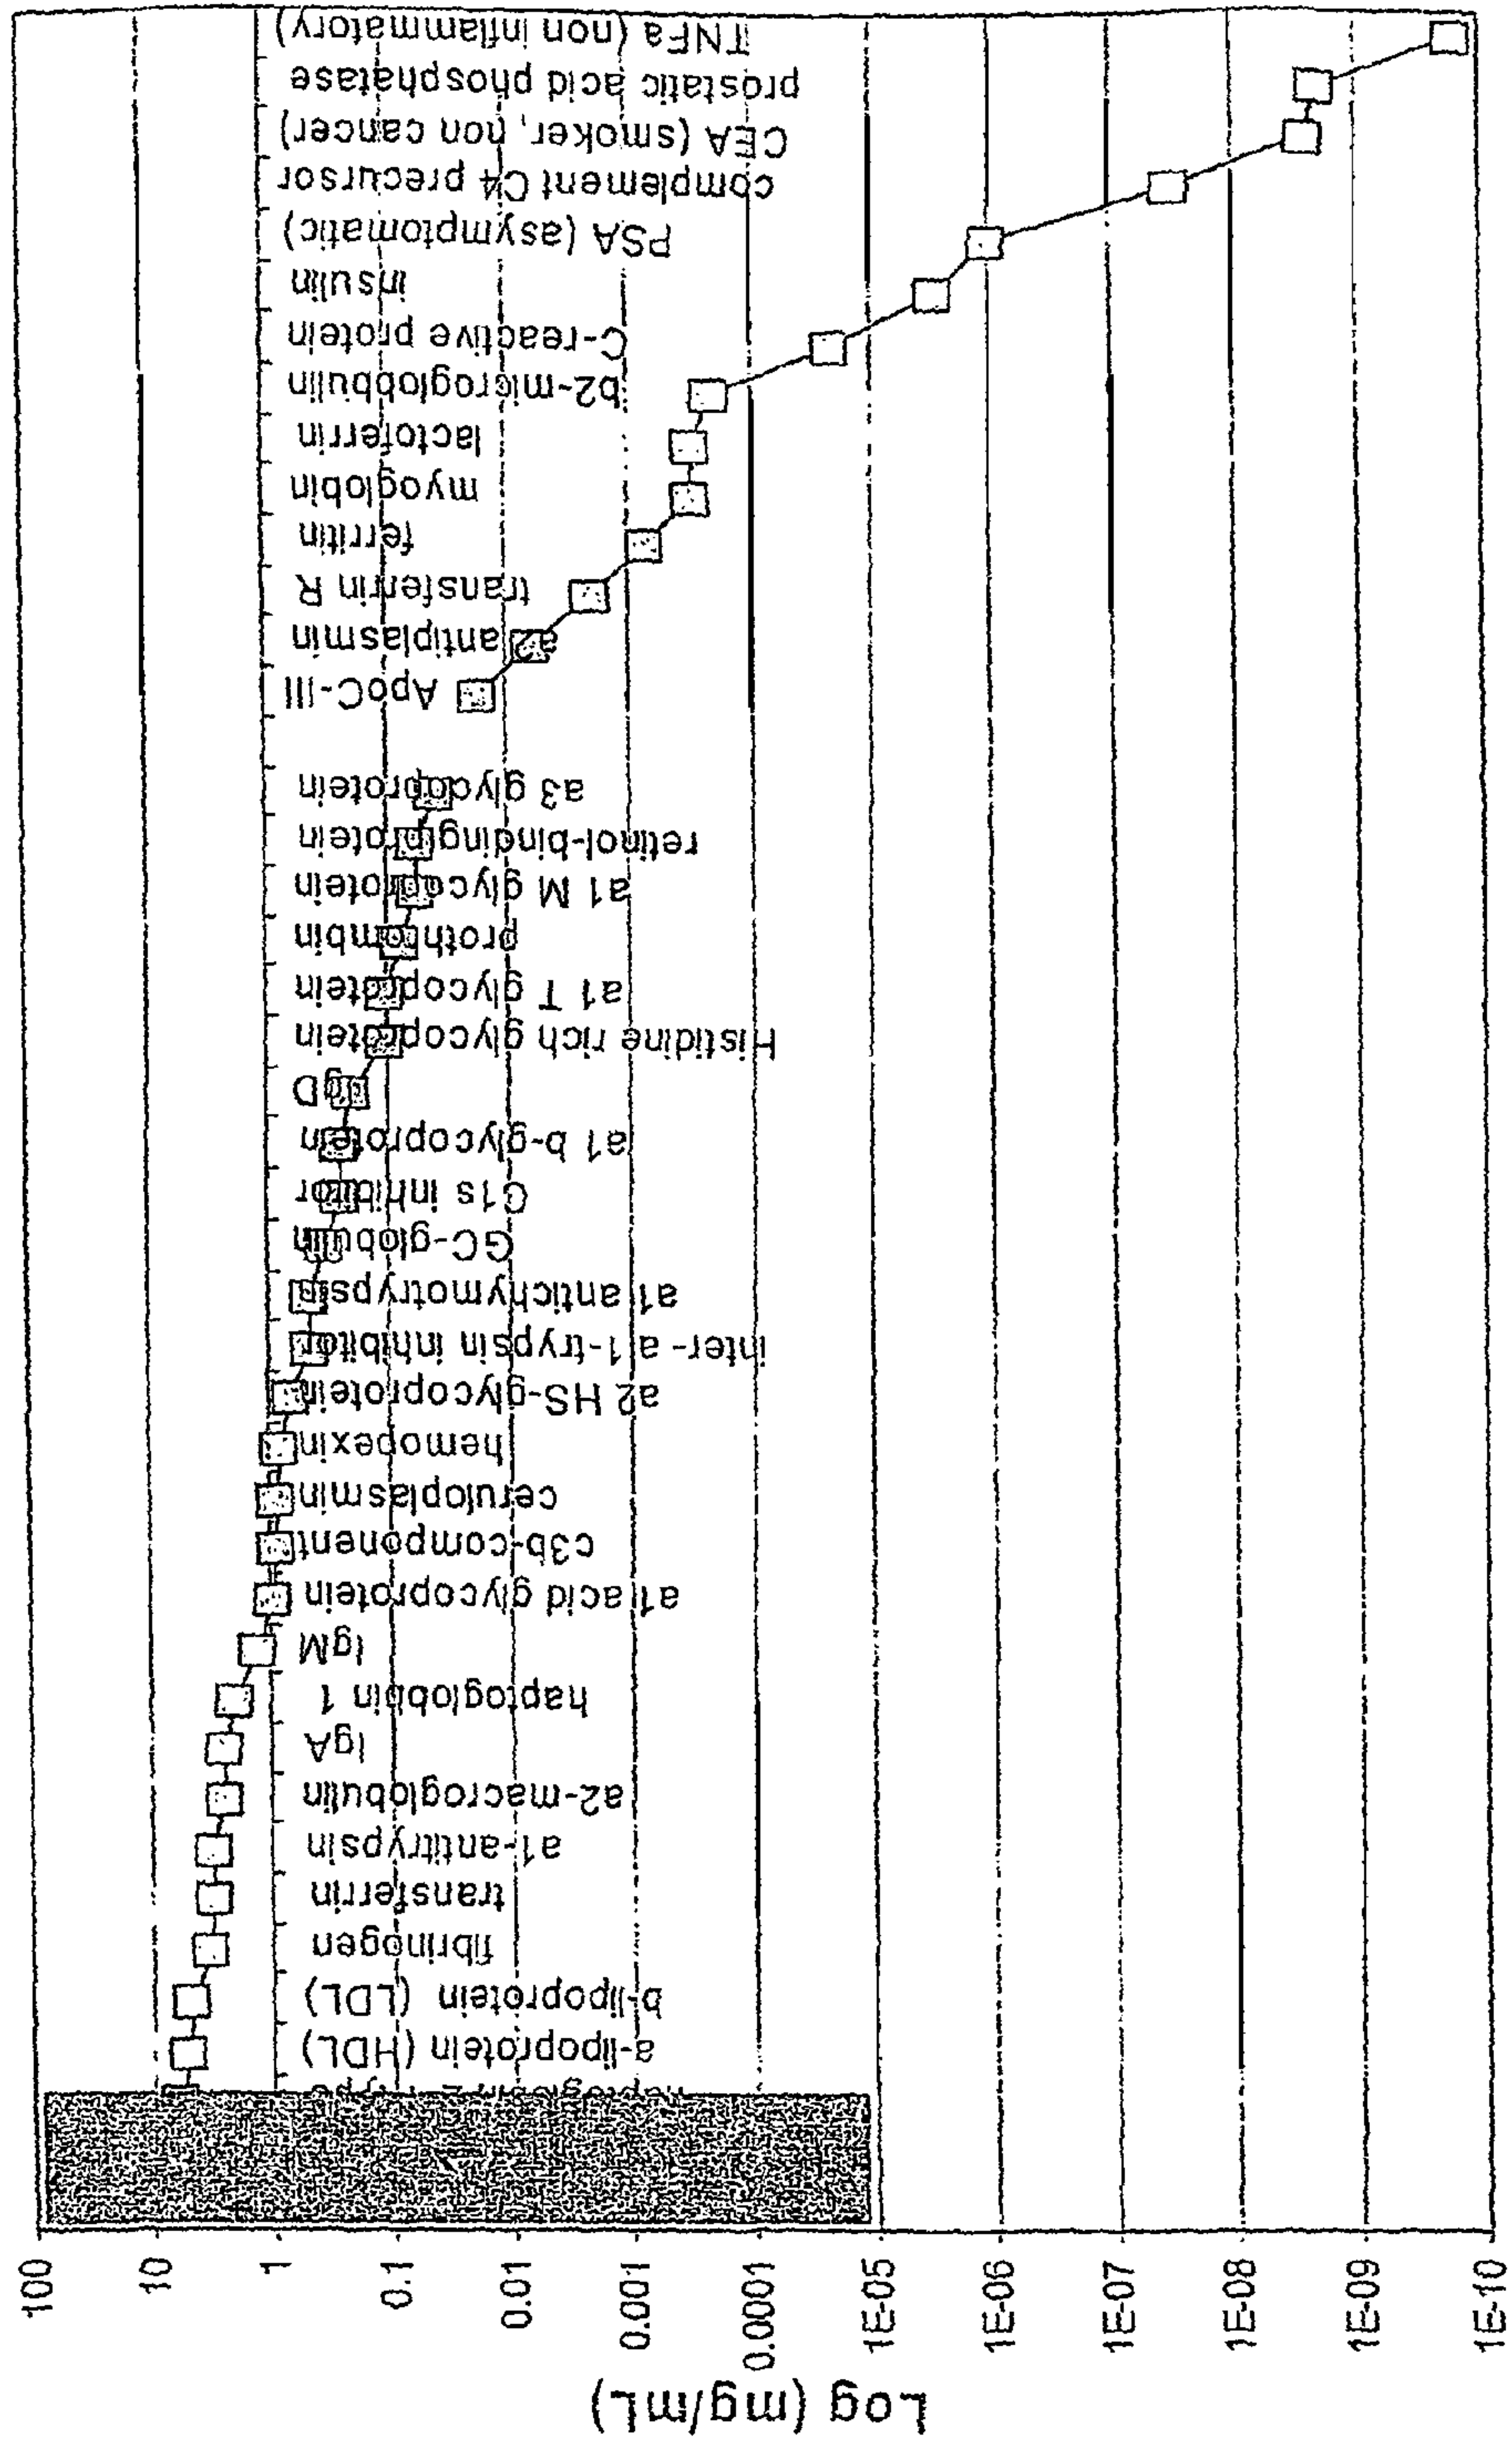 Log (mg/mL)
100
10
1
0.1
0.01
0.001
0.0001
1E-05
1E-06
1E-07
1E-08
1E-09
1E-10
a-lipoprotein (HDL)
b-lipoprotein (LDL)
fibrinogen
transferrin
a1-antitrypsin
a2-macroglobulin
IgA
haptoglobbin 1
IgM
a1 acid glycoprotein
c3b-component
ceruloplasmin
hemopexin
a2 HS-glycoprotein
inter- a1-trypsin inhibitor
a1 antichymotrypsin
GC-globulin
C1s inhibitor
a1 b-glycoprotein
IgD
Histidine rich glycoprotein
a1 T glycoprotein
prothrombin
a1 M glycoprotein
retinol-binding protein
a3 glycoprotein
ApoC-III
a2 antiplasmin
transferrin R
ferritin
myoglobin
lactoferrin
b2-microglobbulin
C-reactive protein
insulin
PSA (asymptomatic)
complement C4 precursor
CEA (smoker, non cancer)
prostatic acid phosphatase
TNFa (non inflammatory)